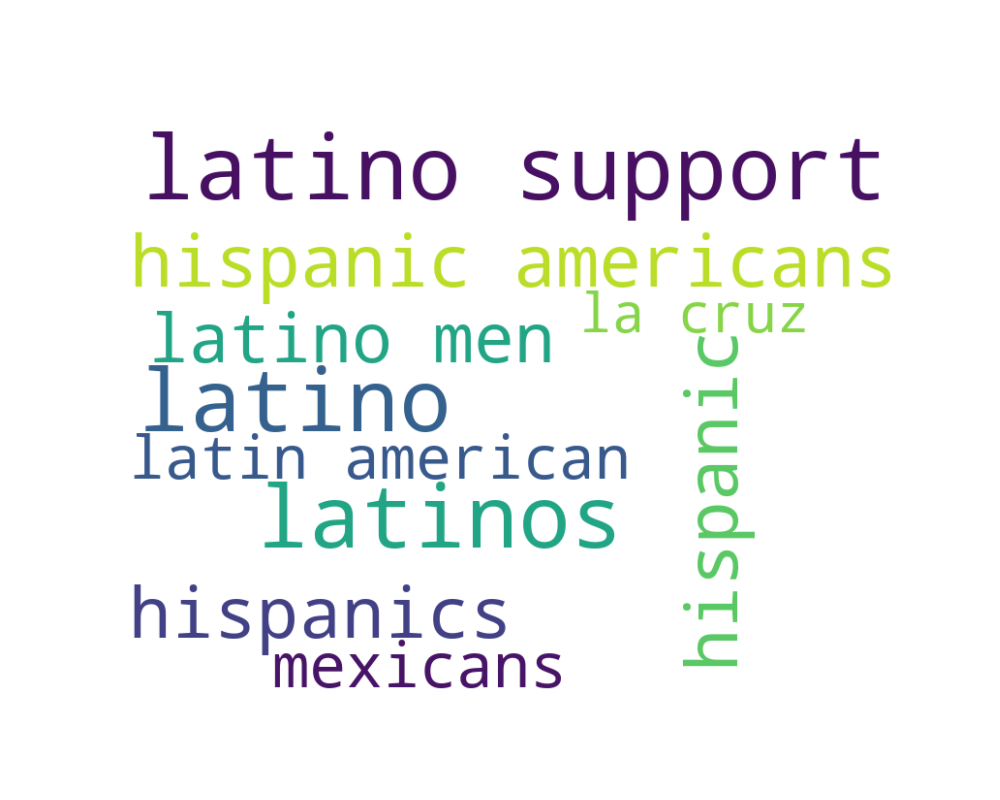 latino support
hispanic americans
la cruz
latino men
hispanic
latino
latin american
latinos
hispanics
mexicans